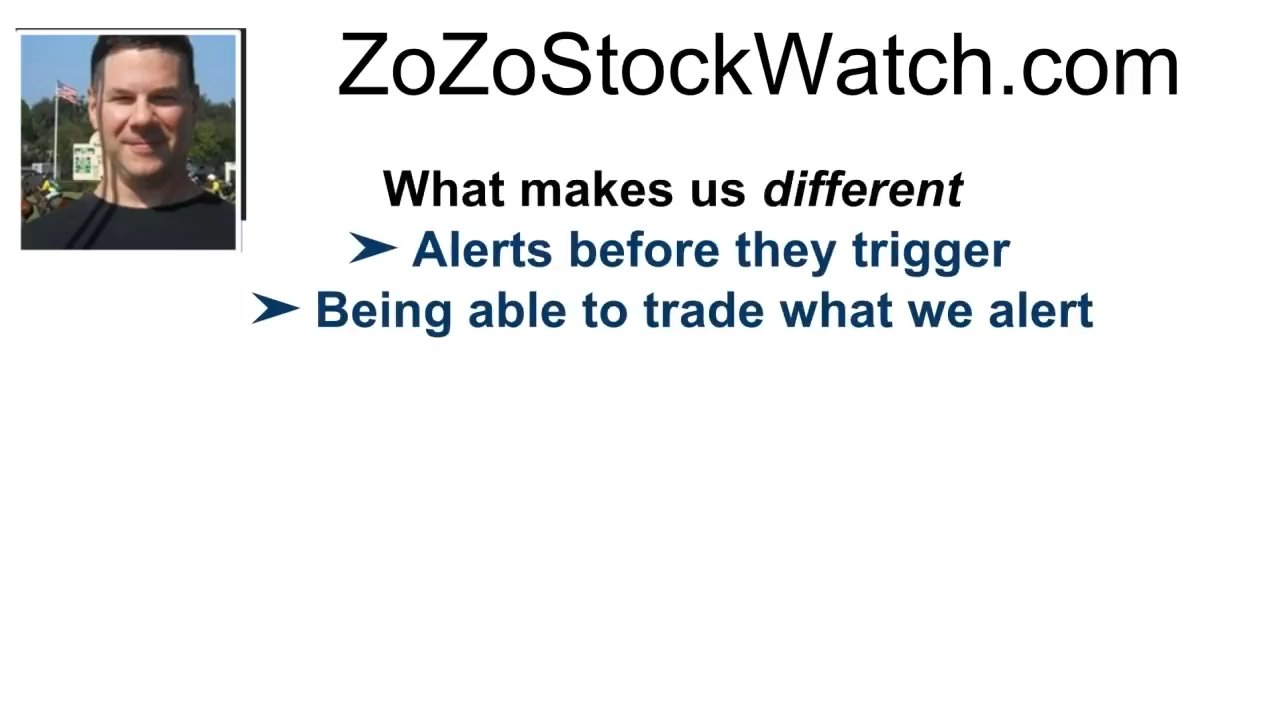 ZoZoStockWatch.com
What makes us different
➤ Alerts before they trigger
➤ Being able to trade what we alert